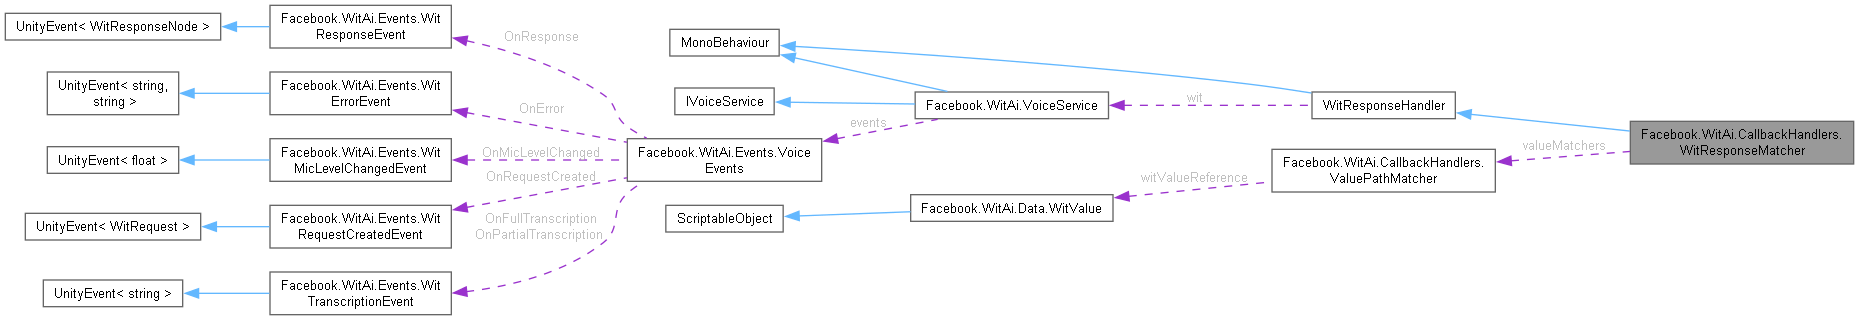 UnityEvent< WitResponseNode >
Facebook.WitAi.Events.Wit
ResponseEvent
OnResponse
MonoBehaviour
UnityEvent< string,
string >
Facebook.WitAi.Events.Wit
ErrorEvent
OnError
IVoiceService
Facebook.WitAi.VoiceService
wit
WitResponseHandler
events
Facebook.WitAi.CallbackHandlers.
WitResponseMatcher
UnityEvent< float >
Facebook.WitAi.Events.Wit
MicLevelChangedEvent
OnMicLevelChanged
Facebook.WitAi.Events.Voice
Events
valueMatchers
Facebook.WitAi.CallbackHandlers.
ValuePathMatcher
OnRequestCreated
witValueReference
UnityEvent< WitRequest >
Facebook.WitAi.Events.Wit
RequestCreatedEvent
OnFullTranscription
OnPartialTranscription
ScriptableObject
Facebook.WitAi.Data.WitValue
UnityEvent< string >
Facebook.WitAi.Events.Wit
TranscriptionEvent